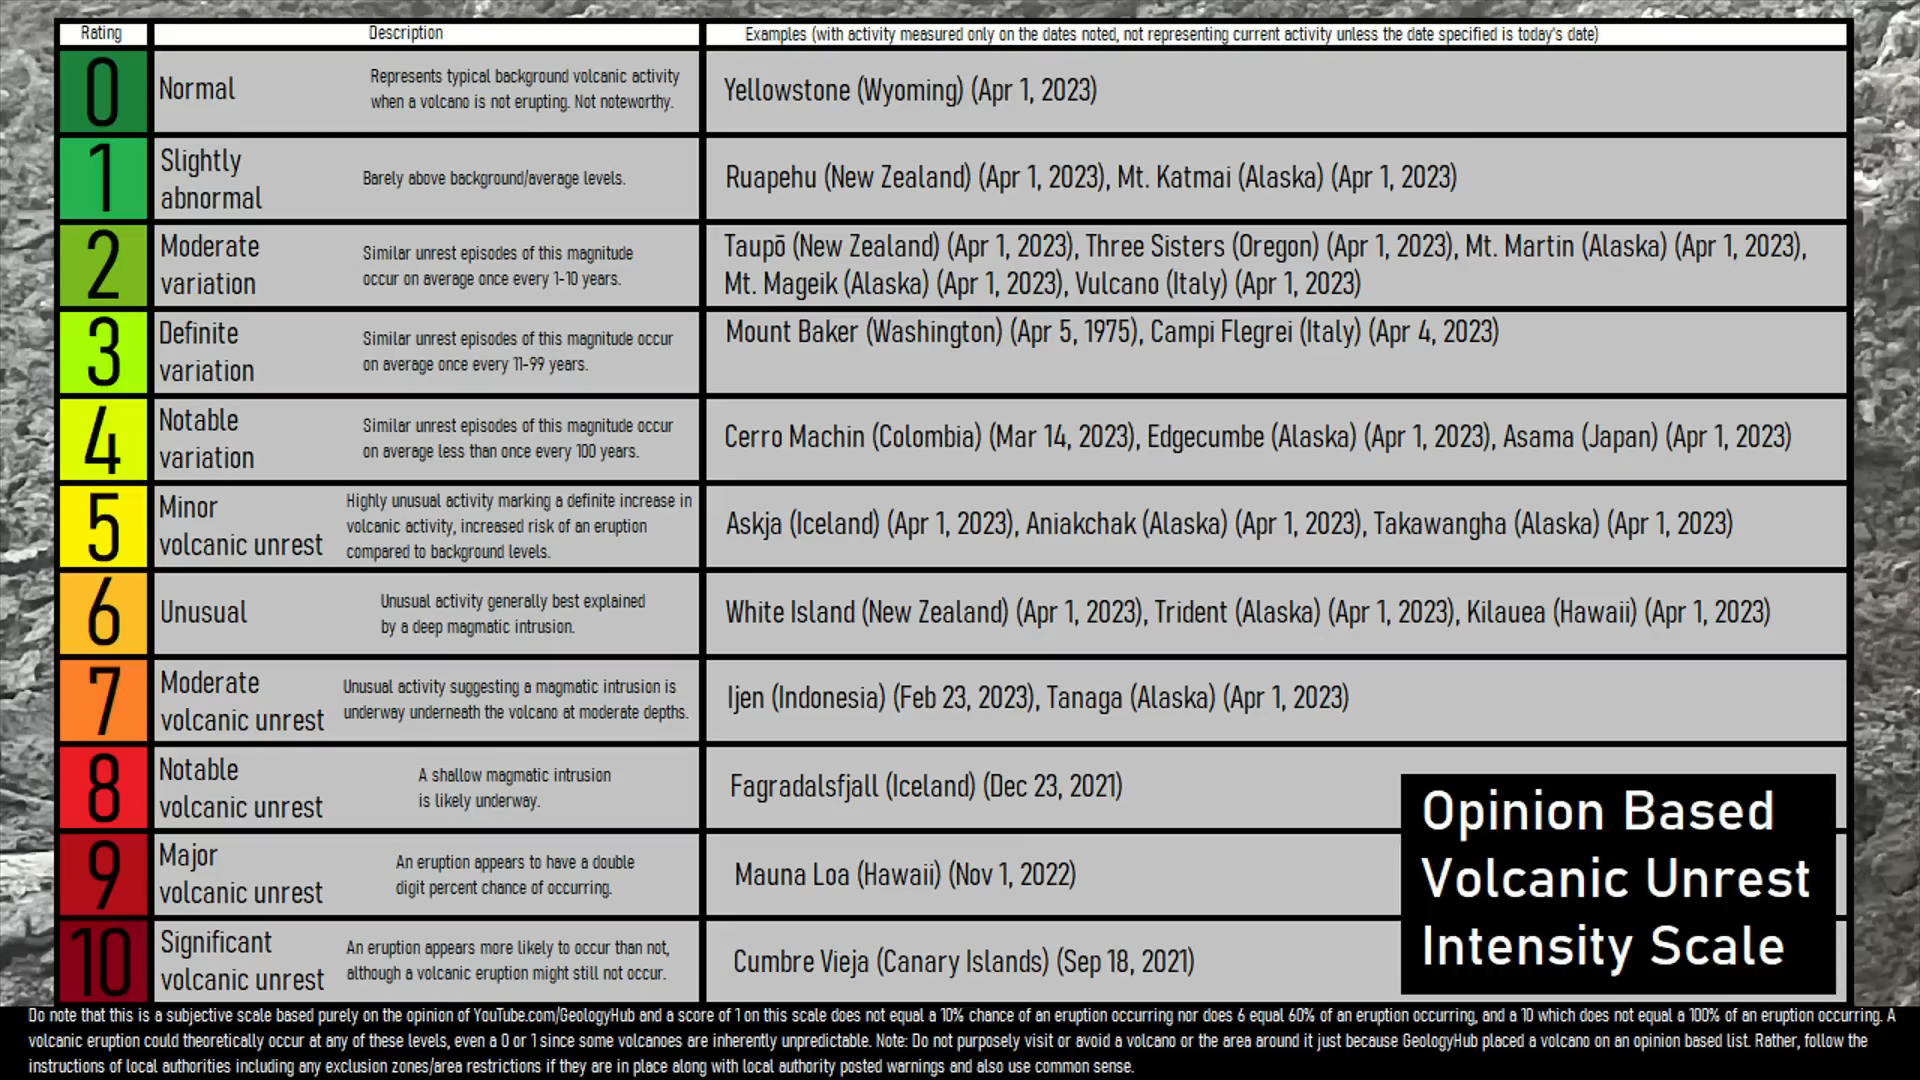 Rating Description Examples (with activity measured only on the dates noted, not representing current activity unless the date specified is today's date)
0 Normal
Represents typical background volcanic activity
when a volcano is not erupting. Not noteworthy.
Yellowstone (Wyoming) (Apr 1, 2023)
1 Slightly
abnormal
Barely above background/average levels.
Ruapehu (New Zealand) (Apr 1, 2023), Mt. Katmai (Alaska) (Apr 1, 2023)
2 Moderate
variation
Similar unrest episodes of this magnitude
occur on average once every 1-10 years.
Taupō (New Zealand) (Apr 1, 2023), Three Sisters (Oregon) (Apr 1, 2023), Mt. Martin (Alaska) (Apr 1, 2023),
Mt. Mageik (Alaska) (Apr 1, 2023), Vulcano (Italy) (Apr 1, 2023)
3 Definite
variation
Similar unrest episodes of this magnitude occur
on average once every 11-99 years.
Mount Baker (Washington) (Apr 5, 1975), Campi Flegrei (Italy) (Apr 4, 2023)
4 Notable
variation
Similar unrest episodes of this magnitude occur
on average less than once every 100 years.
Cerro Machin (Colombia) (Mar 14, 2023), Edgecumbe (Alaska) (Apr 1, 2023), Asama (Japan) (Apr 1, 2023)
5 Minor
volcanic unrest
Highly unusual activity marking a definite increase in
volcanic activity, increased risk of an eruption
compared to background levels.
Askja (Iceland) (Apr 1, 2023), Aniakchak (Alaska) (Apr 1, 2023), Takawangha (Alaska) (Apr 1, 2023)
6 Unusual
Unusual activity generally best explained
by a deep magmatic intrusion.
White Island (New Zealand) (Apr 1, 2023), Trident (Alaska) (Apr 1, 2023), Kilauea (Hawaii) (Apr 1, 2023)
7 Moderate
volcanic unrest
Unusual activity suggesting a magmatic intrusion is
underway underneath the volcano at moderate depths.
Ijen (Indonesia) (Feb 23, 2023), Tanaga (Alaska) (Apr 1, 2023)
8 Notable
volcanic unrest
A shallow magmatic intrusion
is likely underway.
Fagradalsfjall (Iceland) (Dec 23, 2021)
9 Major
volcanic unrest
An eruption appears to have a double
digit percent chance of occurring.
Mauna Loa (Hawaii) (Nov 1, 2022)
10 Significant
volcanic unrest
An eruption appears more likely to occur than not,
although a volcanic eruption might still not occur.
Cumbre Vieja (Canary Islands) (Sep 18, 2021)
Opinion Based
Volcanic Unrest
Intensity Scale
Do note that this is a subjective scale based purely on the opinion of YouTube.com/GeologyHub and a score of 1 on this scale does not equal a 10% chance of an eruption occurring nor does 6 equal 60% of an eruption occurring, and a 10 which does not equal a 100% of an eruption occurring. A
volcanic eruption could theoretically occur at any of these levels, even a 0 or 1 since some volcanoes are inherently unpredictable. Note: Do not purposely visit or avoid a volcano or the area around it just because GeologyHub placed a volcano on an opinion based list. Rather, follow the
instructions of local authorities including any exclusion zones/area restrictions if they are in place along with local authority posted warnings and also use common sense.